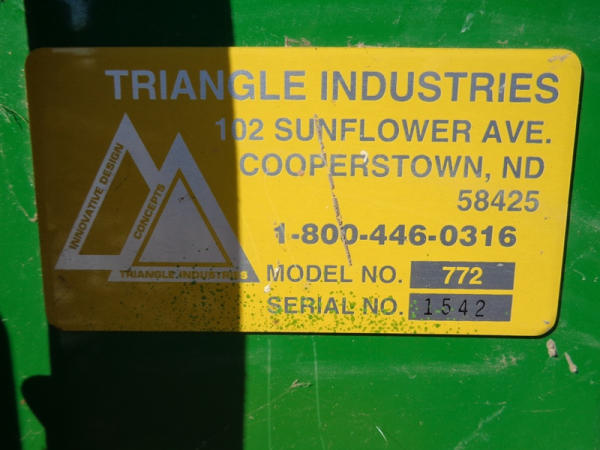 TRIANGLE INDUSTRIES
102 SUNFLOWER AVE.
COOPERSTOWN, ND
58425
1-800-446-0316
MODEL NO. 772
SERIAL NO. 1542
INNOVATIVE DESIGN
CONCEPTS
TRIANGLE INDUSTRIES